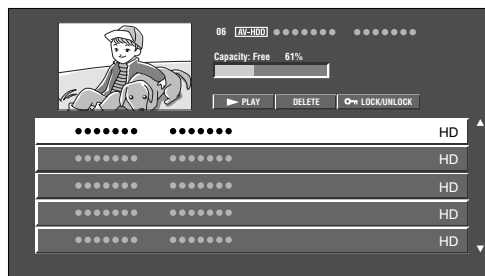 06 AV-HDD ●●●●●●● ●●●●●●●
Capacity: Free 61%
▶ PLAY DELETE LOCK/UNLOCK
●●●●●●● ●●●●●●● HD
●●●●●●● ●●●●●●● HD
●●●●●●● ●●●●●●● HD
●●●●●●● ●●●●●●● HD
●●●●●●● ●●●●●●● HD